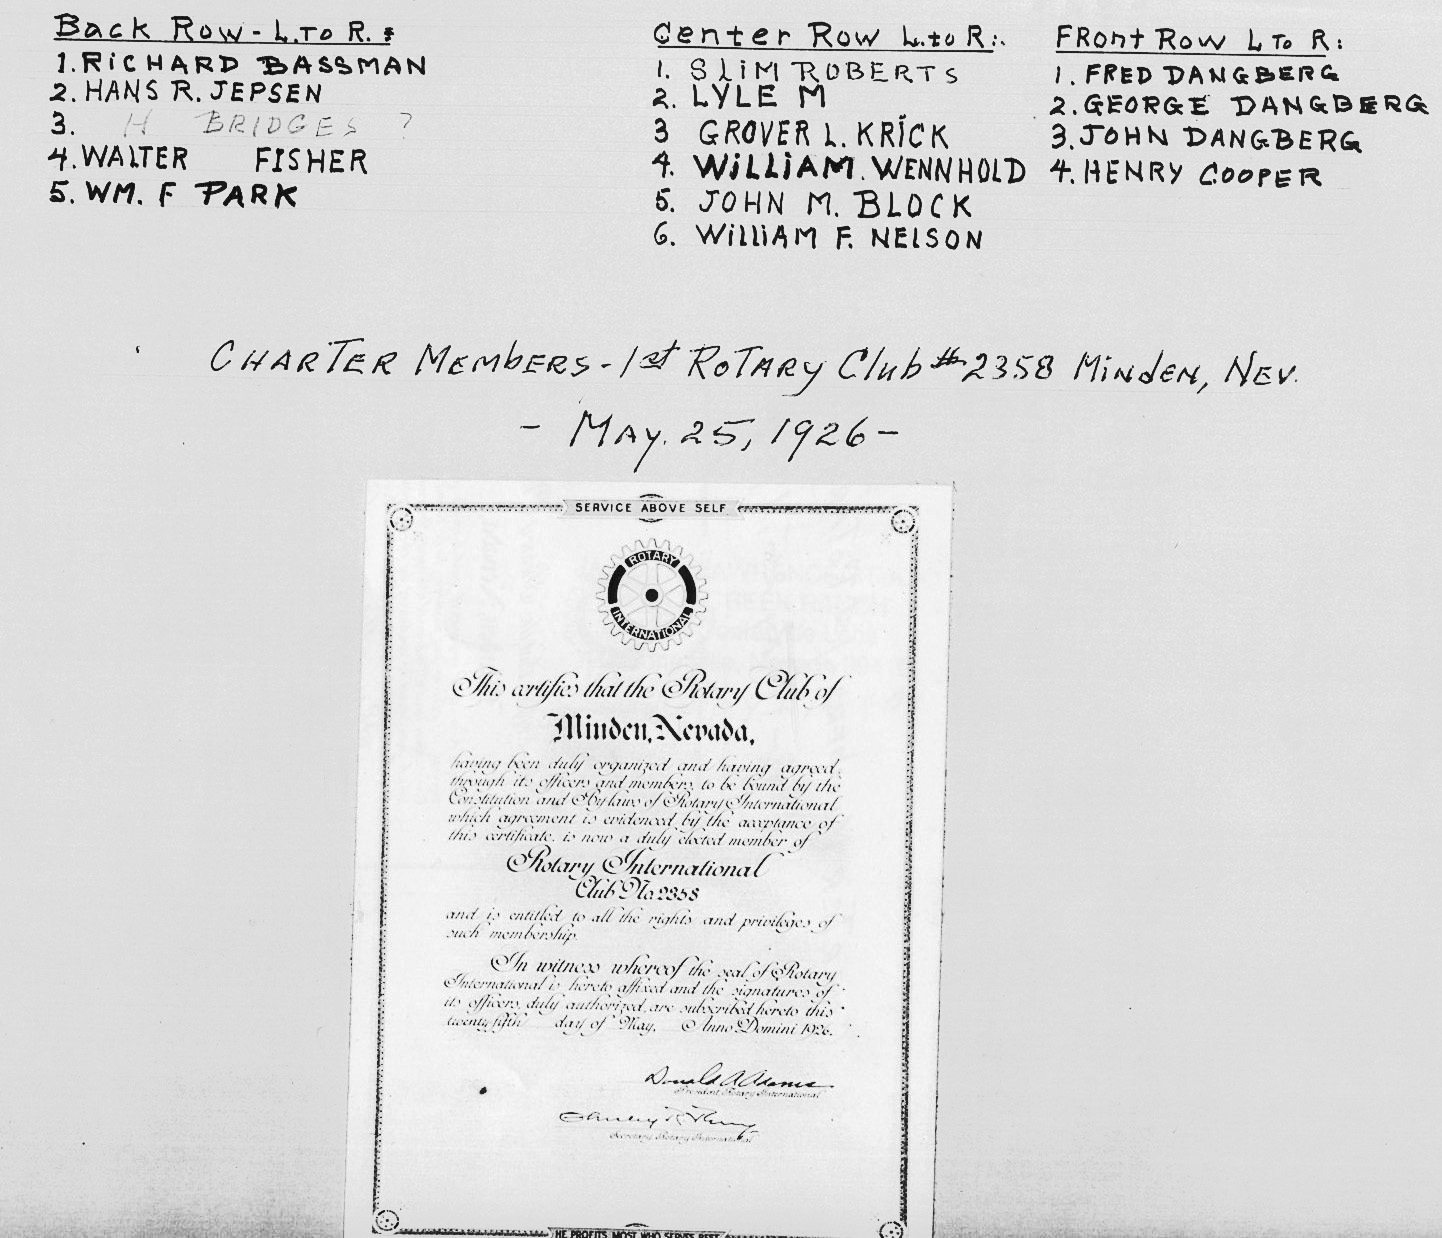 Back Row - L. To R. :
1. RICHARD BASSMAN
2. HANS R. JEPSEN
3. H BRIDGES ?
4. WALTER FISHER
5. WM. F PARK
Center Row L. to R :.
1. SLIM ROBERTS
2. LYLE M
3 GROVER L. KRICK
4. WILLIAM. WENNHOLD
5. JOHN M. BLOCK
6. WILLIAM F. NELSON
FRont Row L To R :
1. FRED DANGBERG
2. GEORGE DANGBERG
3. JOHN DANGBERG
4. HENRY COOPER
CHARTER MEMBERS - 1st ROTARY Club #2358 MINDEN, NEV.
- MAY. 25, 1926 -
SERVICE ABOVE SELF
ROTARY
INTERNATIONAL
This certifies that the Rotary Club of
Minden, Nevada,
having been duly organized and having agreed,
through its officers and members, to be bound by the
Constitution and By-laws of Rotary International
which agreement is evidenced by the acceptance of
this certificate, is now a duly elected member of
Rotary International
Club No. 2358
and is entitled to all the rights and privileges of
such membership.
In witness whereof the seal of Rotary
International is hereto affixed and the signatures of
its officers, duly authorized, are subscribed hereto this
twenty fifth day of May, Anno Domini 1926.
Donald A. Adams
President Rotary International
Secretary Rotary International
HE PROFITS MOST WHO SERVES BEST